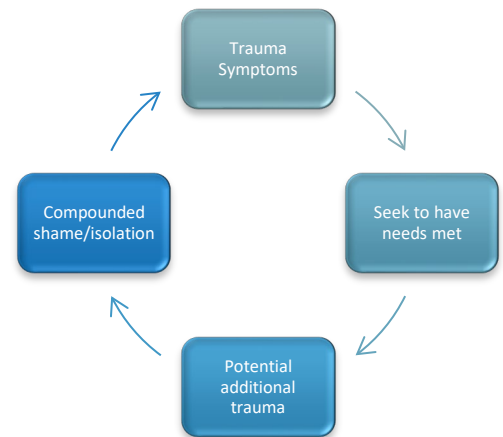 Trauma
Symptoms
Seek to have
needs met
Potential
additional
trauma
Compounded
shame/isolation